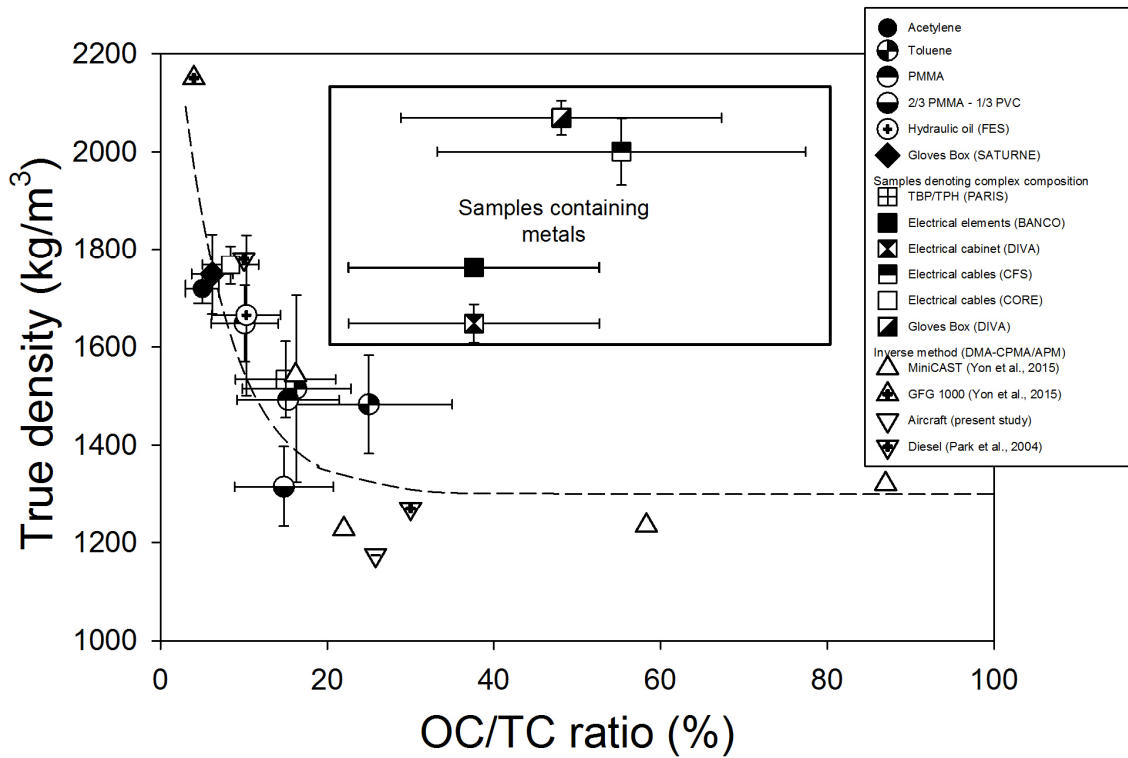 True density (kg/m³)
2200
2000
1800
1600
1400
1200
1000
0
20
40
60
80
100
OC/TC ratio (%)
Samples containing
metals
Acetylene
Toluene
PMMA
2/3 PMMA - 1/3 PVC
Hydraulic oil (FES)
Gloves Box (SATURNE)
Samples denoting complex composition
TBP/TPH (PARIS)
Electrical elements (BANCO)
Electrical cabinet (DIVA)
Electrical cables (CFS)
Electrical cables (CORE)
Gloves Box (DIVA)
Inverse method (DMA-CPMA/APM)
MiniCAST (Yon et al., 2015)
GFG 1000 (Yon et al., 2015)
Aircraft (present study)
Diesel (Park et al., 2004)